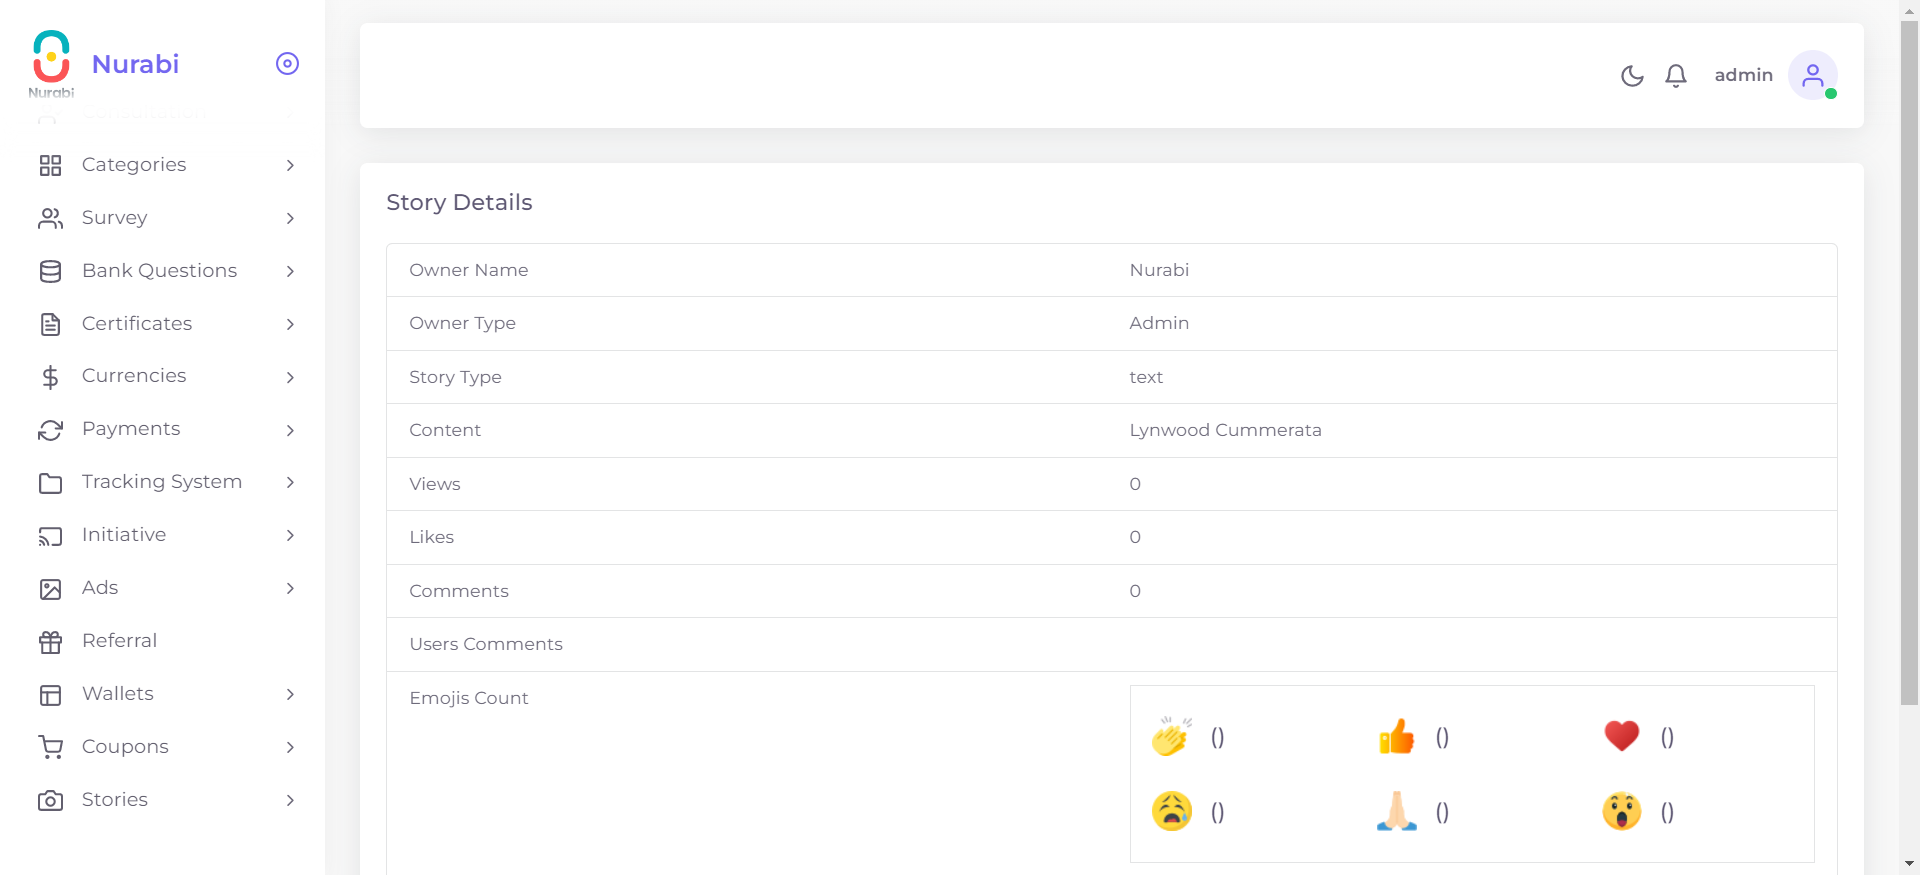 Nurabi
Nurabi
admin
Consultation
Categories
Survey
Bank Questions
Certificates
Currencies
Payments
Tracking System
Initiative
Ads
Referral
Wallets
Coupons
Stories
Story Details
Owner Name Nurabi
Owner Type Admin
Story Type text
Content Lynwood Cummerata
Views 0
Likes 0
Comments 0
Users Comments
Emojis Count
() () ()
() () ()